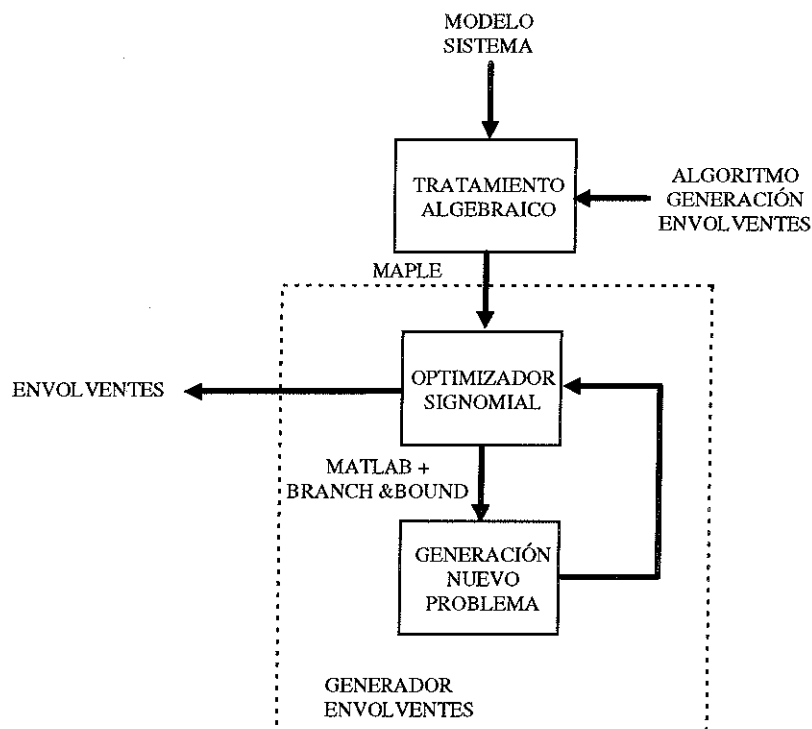 MODELO
SISTEMA
TRATAMIENTO
ALGEBRAICO
ALGORITMO
GENERACIÓN
ENVOLVENTES
MAPLE
ENVOLVENTES
OPTIMIZADOR
SIGNOMIAL
MATLAB +
BRANCH &BOUND
GENERACIÓN
NUEVO
PROBLEMA
GENERADOR
ENVOLVENTES